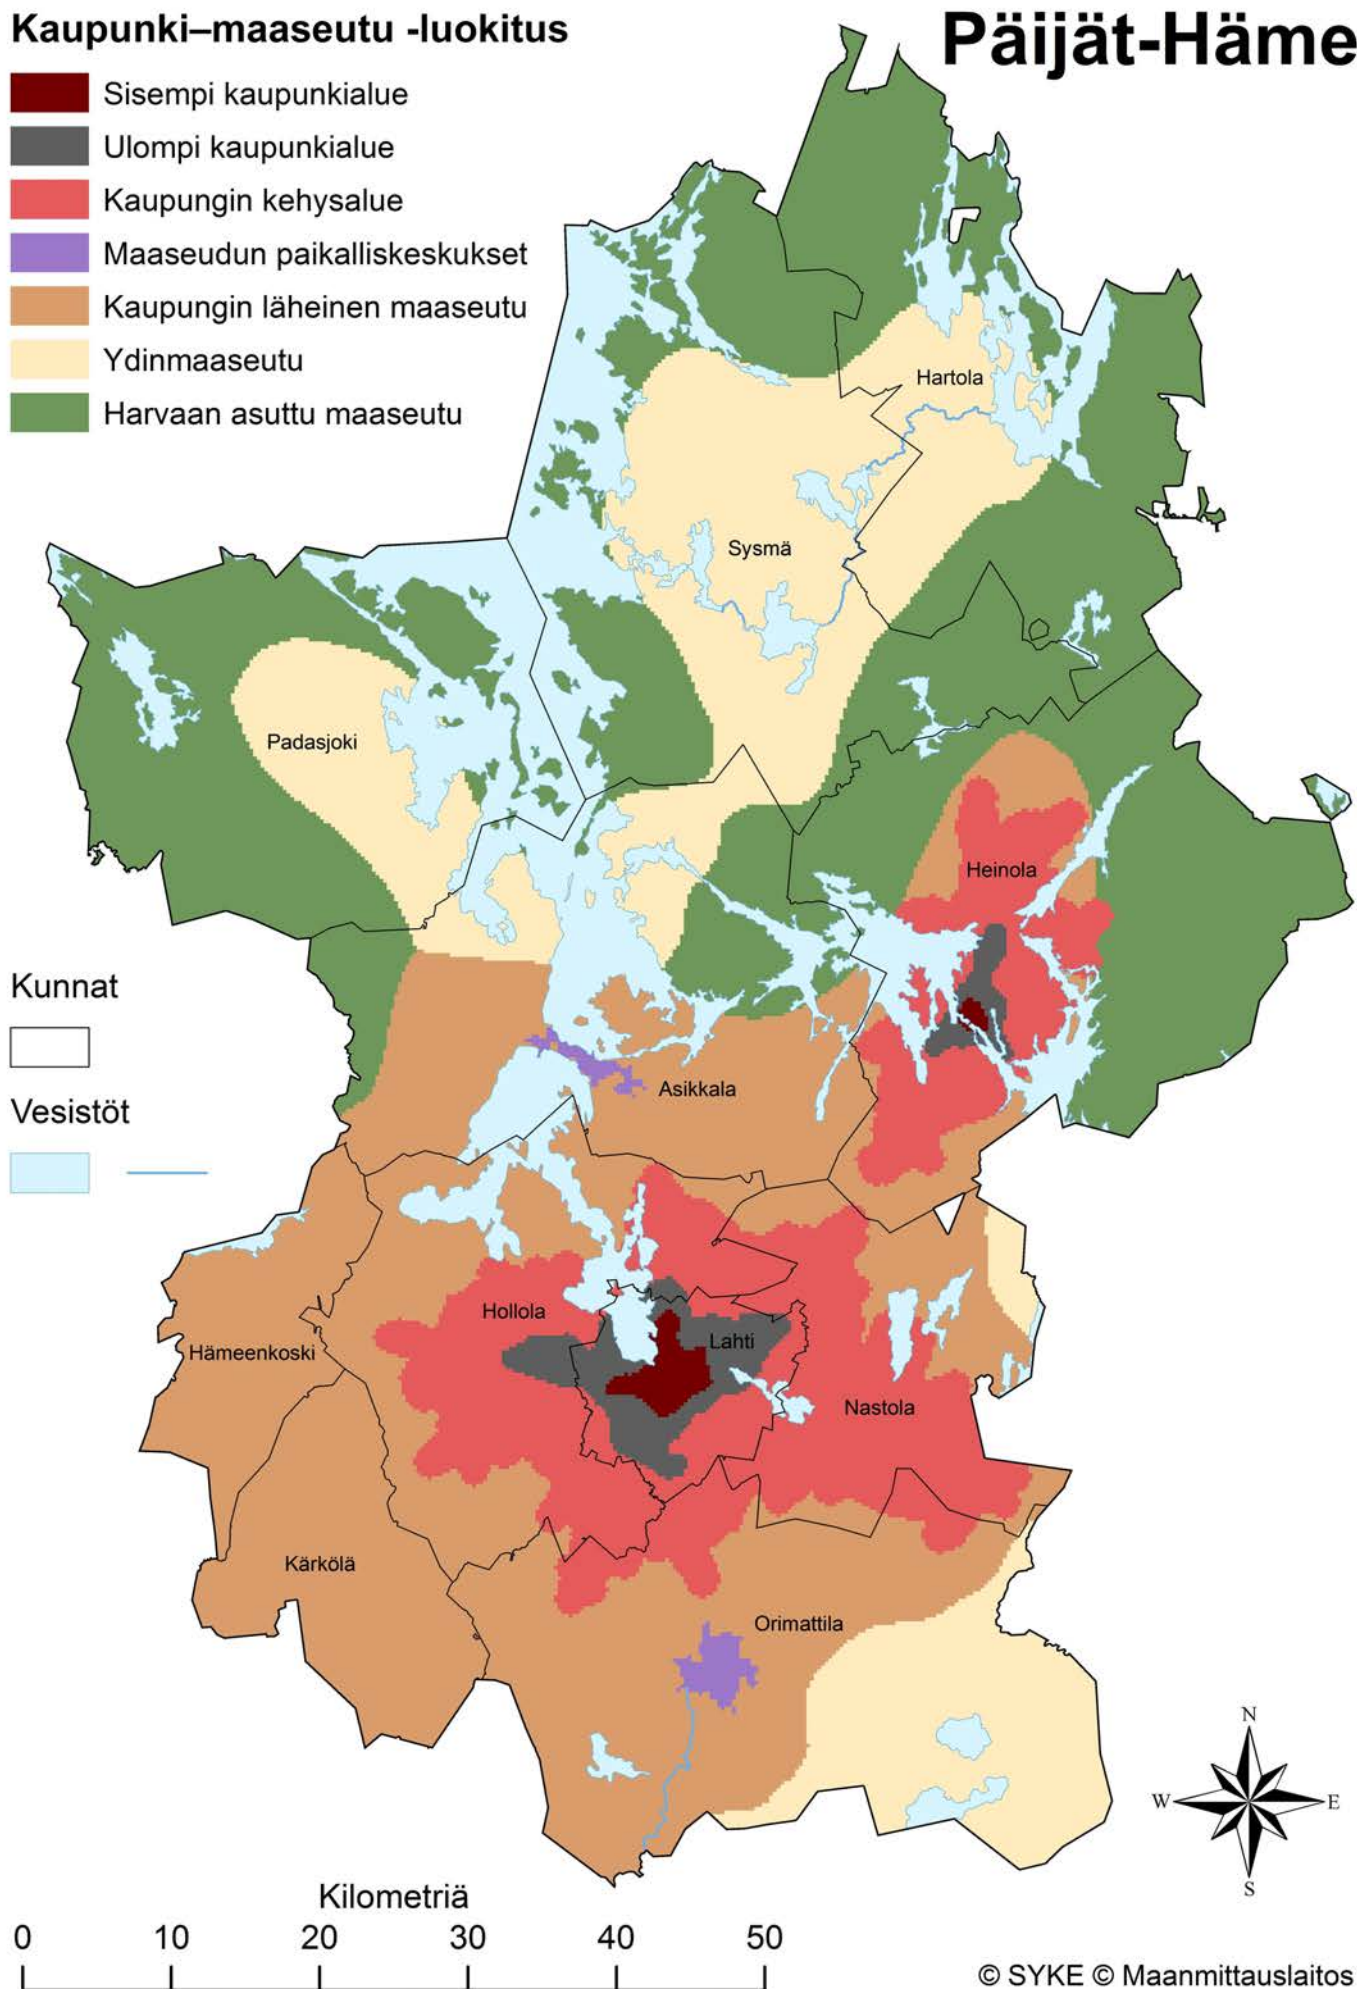 Kaupunki–maaseutu -luokitus
Päijät-Häme
Sisempi kaupunkialue
Ulompi kaupunkialue
Kaupungin kehysalue
Maaseudun paikalliskeskukset
Kaupungin läheinen maaseutu
Ydinmaaseutu
Harvaan asuttu maaseutu
Hartola
Sysmä
Padasjoki
Heinola
Kunnat
Asikkala
Vesistöt
Hollola
Lahti
Hämeenkoski
Nastola
Kärkölä
Orimattila
N
W
E
S
Kilometriä
0 10 20 30 40 50
© SYKE © Maanmittauslaitos